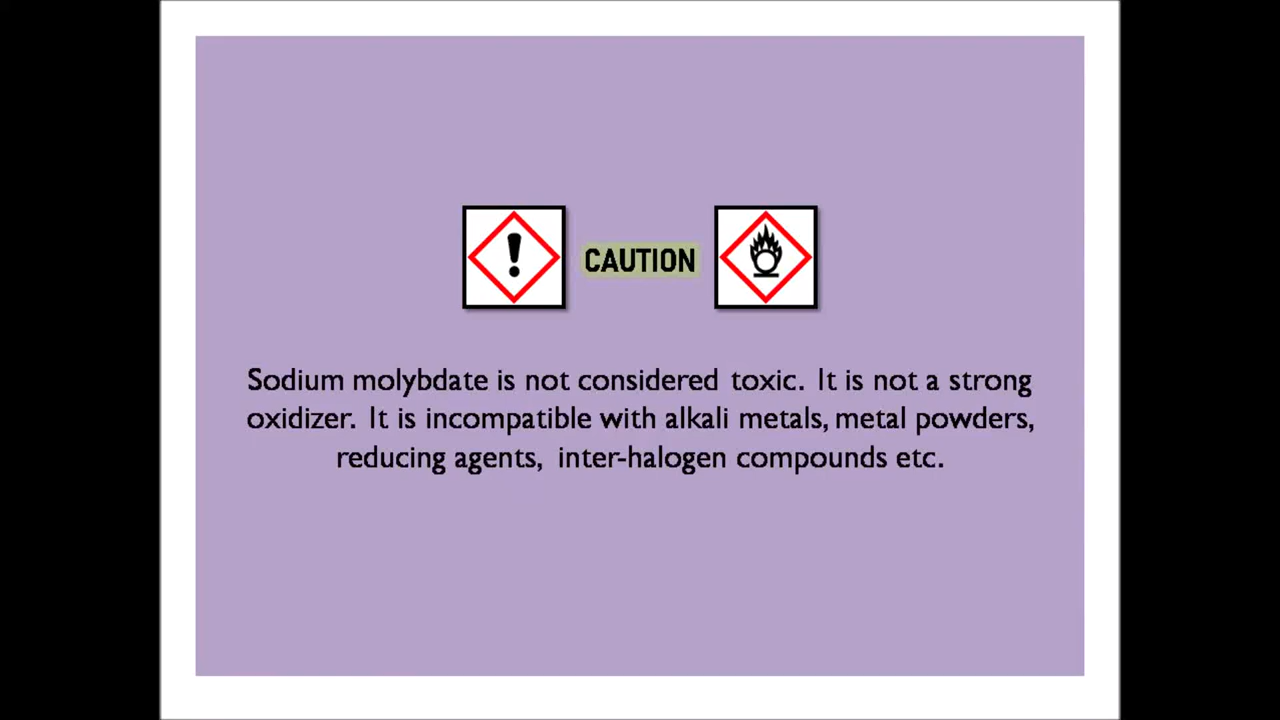 CAUTION
Sodium molybdate is not considered toxic. It is not a strong
oxidizer. It is incompatible with alkali metals, metal powders,
reducing agents, inter-halogen compounds etc.